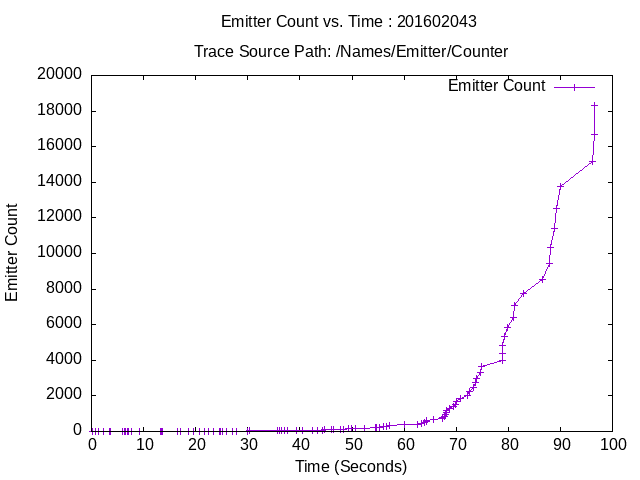 Emitter Count vs. Time : 201602043
Trace Source Path: /Names/Emitter/Counter
Emitter Count
20000
18000
16000
14000
12000
10000
8000
6000
4000
2000
0
Emitter Count
0 10 20 30 40 50 60 70 80 90 100
Time (Seconds)